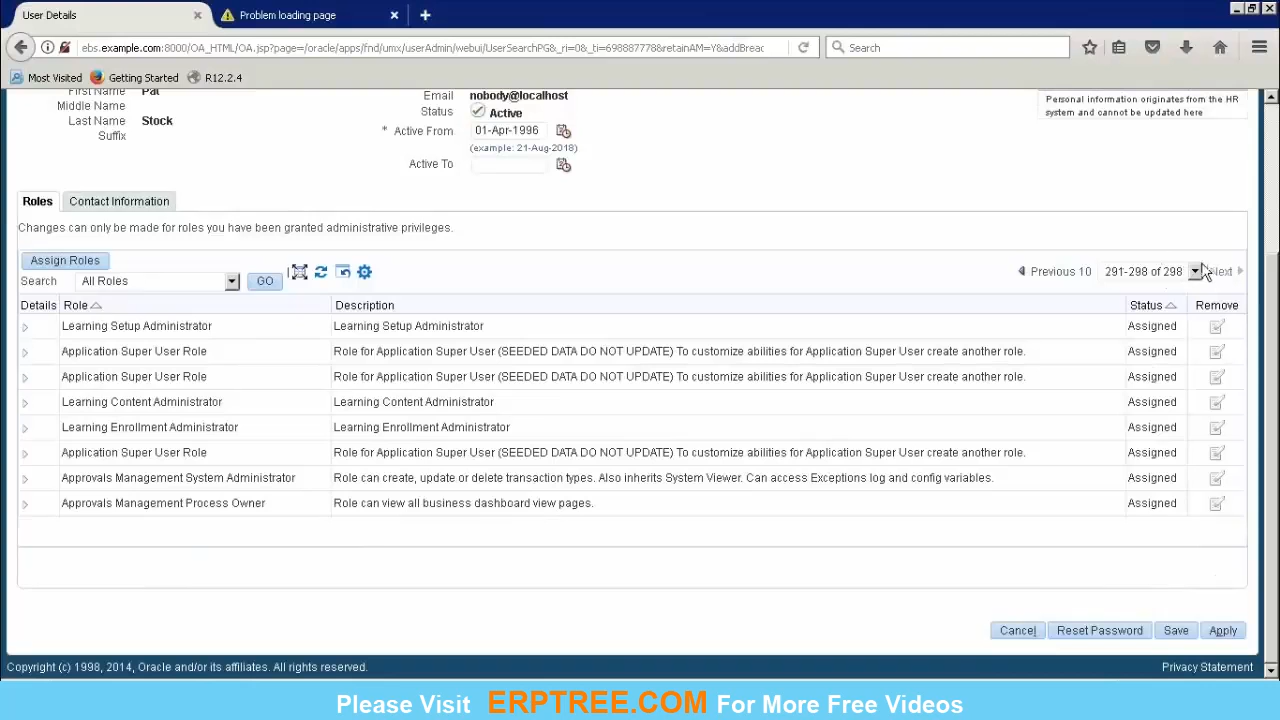 User Details
Problem loading page
ebs.example.com:8000/OA_HTML/OA.jsp?page=/oracle/apps/fnd/umx/userAdmin/webui/UserSearchPG&_ri=0&_ti=698887778&retainAM=Y&addBreac
Search
Most Visited
Getting Started
R12.2.4
First Name Pat
Middle Name
Last Name Stock
Suffix
Email nobody@localhost
Status Active
* Active From 01-Apr-1996
(example: 21-Aug-2018)
Active To
Personal information originates from the HR
system and cannot be updated here
Roles
Contact Information
Changes can only be made for roles you have been granted administrative privileges.
Assign Roles
Search All Roles GO
Previous 10 291-298 of 298 Next
Details Role Description Status Remove
Learning Setup Administrator Learning Setup Administrator Assigned
Application Super User Role Role for Application Super User (SEEDED DATA DO NOT UPDATE) To customize abilities for Application Super User create another role. Assigned
Application Super User Role Role for Application Super User (SEEDED DATA DO NOT UPDATE) To customize abilities for Application Super User create another role. Assigned
Learning Content Administrator Learning Content Administrator Assigned
Learning Enrollment Administrator Learning Enrollment Administrator Assigned
Application Super User Role Role for Application Super User (SEEDED DATA DO NOT UPDATE) To customize abilities for Application Super User create another role. Assigned
Approvals Management System Administrator Role can create, update or delete transaction types. Also inherits System Viewer. Can access Exceptions log and config variables. Assigned
Approvals Management Process Owner Role can view all business dashboard view pages. Assigned
Cancel Reset Password Save Apply
Copyright (c) 1998, 2014, Oracle and/or its affiliates. All rights reserved. Privacy Statement
Please Visit ERPTREE.COM For More Free Videos